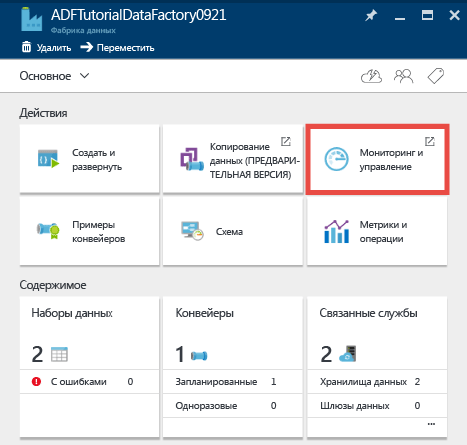 ADFTutorialDataFactory0921
Фабрика данных
Удалить Переместить
Основное
Действия
Создать и
развернуть
Копирование
данных (ПРЕДВАРИ-
ТЕЛЬНАЯ ВЕРСИЯ)
Мониторинг и
управление
Примеры
конвейеров
Схема
Метрики и
операции
Содержимое
Наборы данных
2
С ошибками 0
Конвейеры
1
Запланированные 1
Одноразовые 0
Связанные службы
2
Хранилища данных 2
Шлюзы данных 0
...